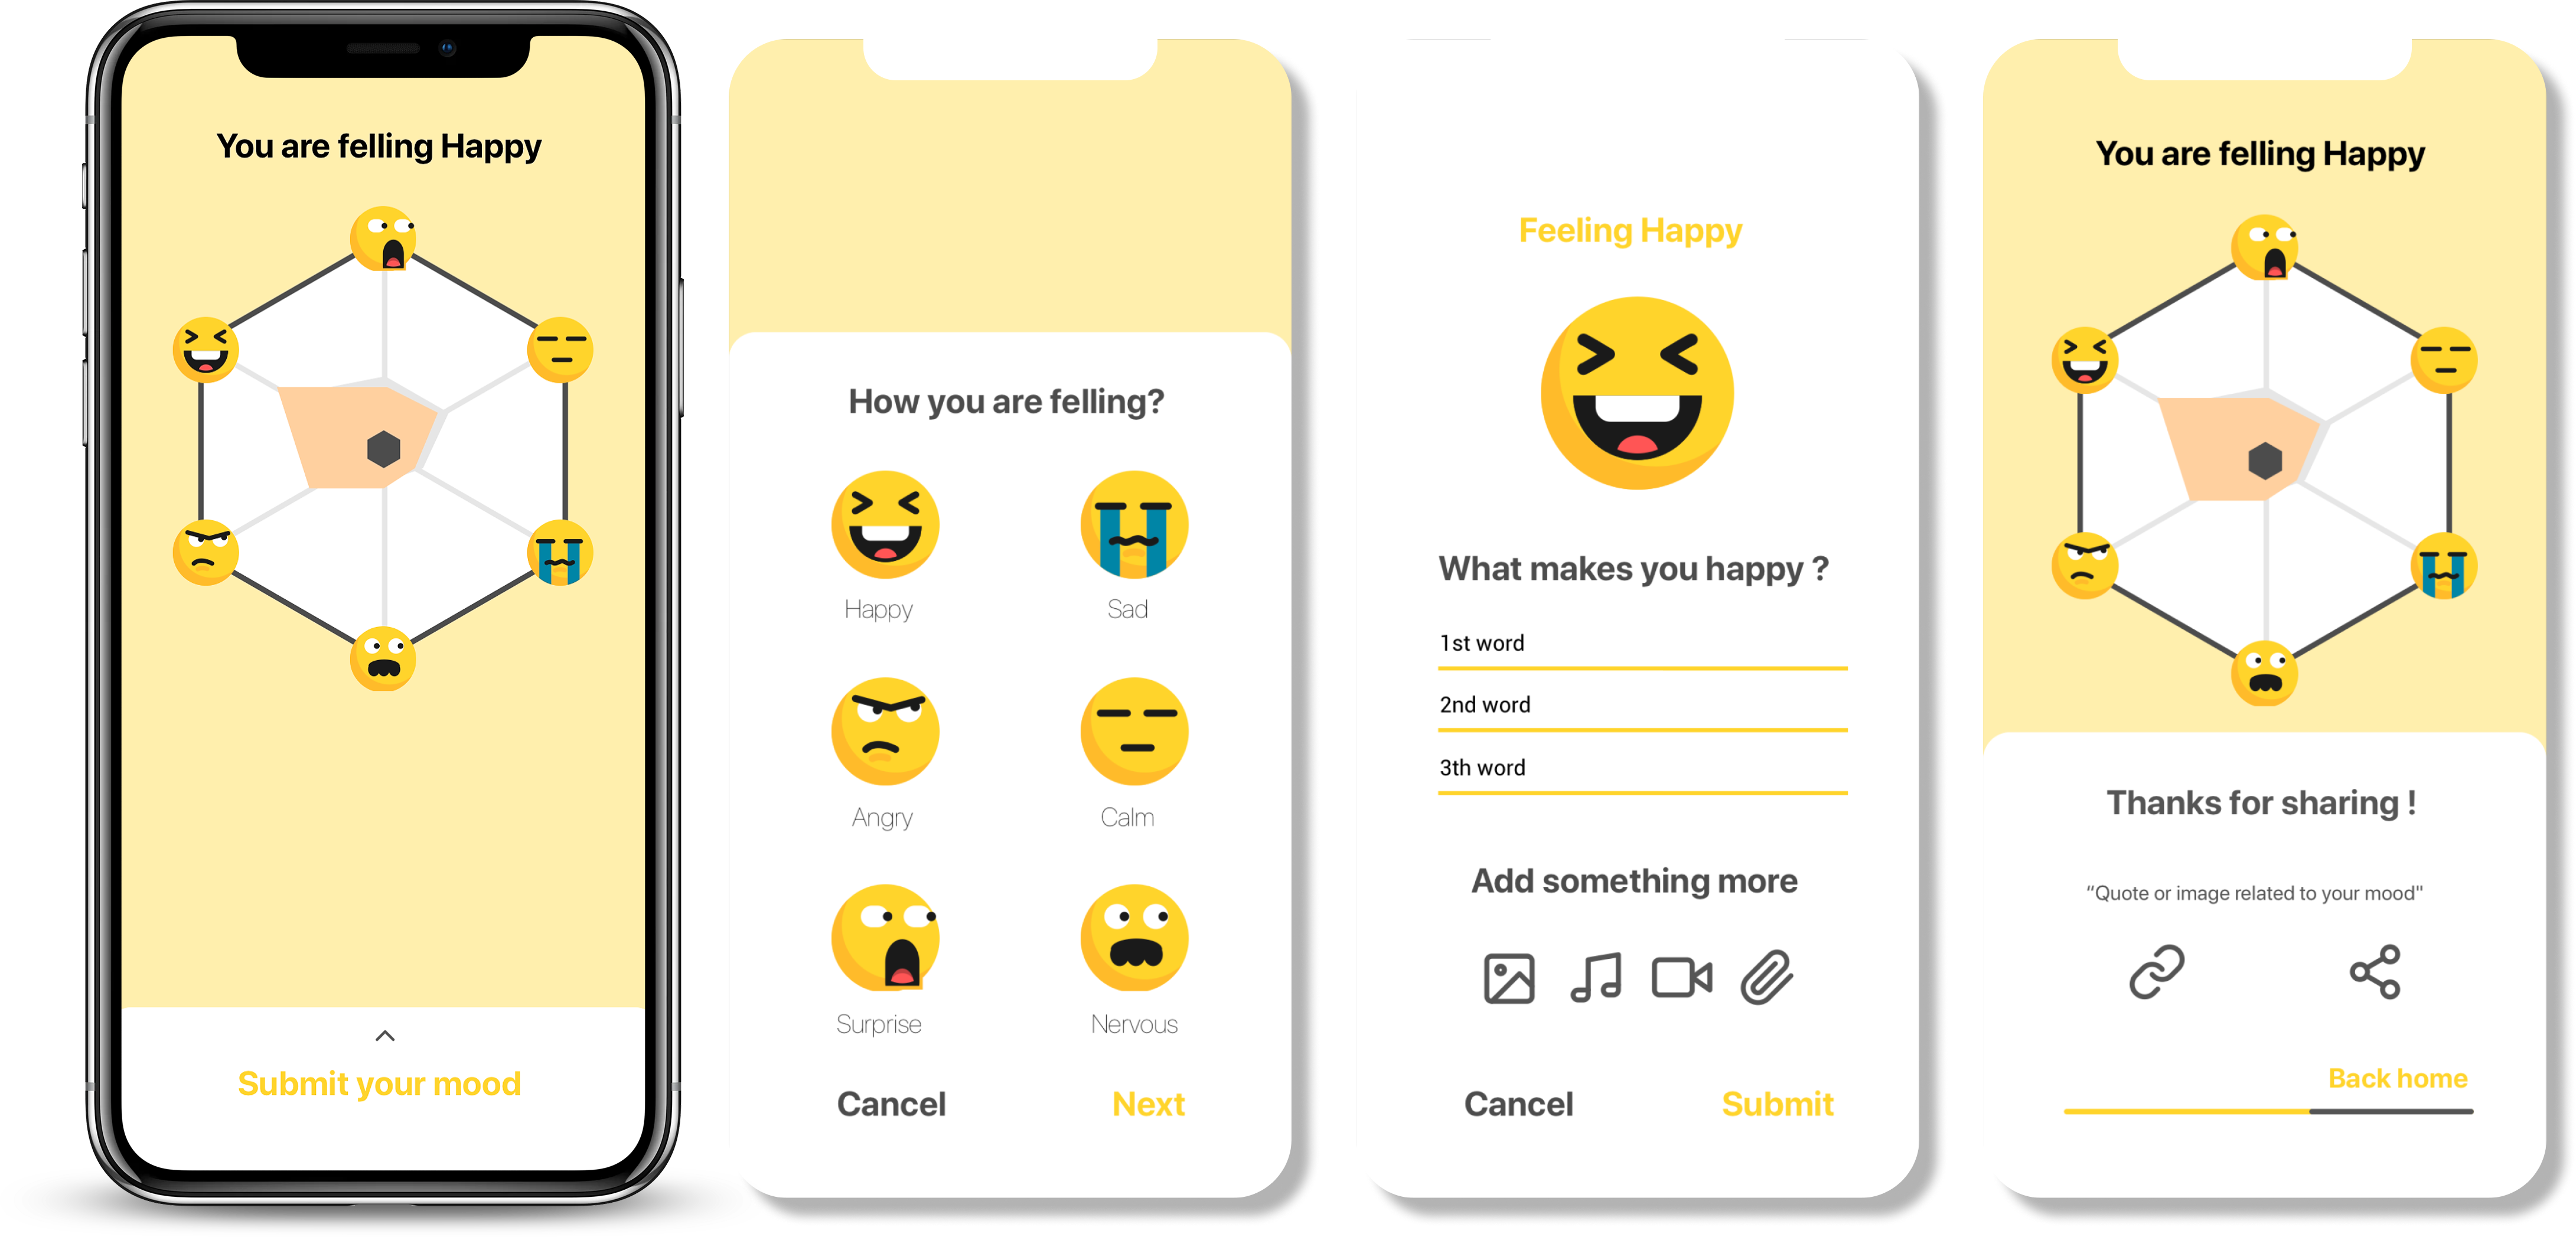 You are felling Happy
Submit your mood
How you are felling?
Happy
Sad
Angry
Calm
Surprise
Nervous
Cancel
Next
Feeling Happy
What makes you happy ?
1st word
2nd word
3th word
Add something more
Cancel
Submit
You are felling Happy
Thanks for sharing !
“Quote or image related to your mood"
Back home